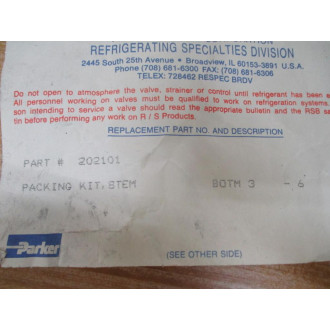 REFRIGERATING SPECIALTIES DIVISION
2445 South 25th Avenue • Broadview, IL 60153-3891 U.S.A.
Phone (708) 681-6300 FAX (708) 681-6306
TELEX: 728462 RESPEC BRDV
Do not open to atmosphere the valve, strainer of control until refrigerant has been
All personnel working on valves must be qualified to work on refrigeration systems.
son intending to service a valve should read the appropriate bulletin and the RSB
tin before performing any work on R / S Products.
REPLACEMENT PART NO. AND DESCRIPTION
PART # 202101
PACKING KIT, STEM BOTM 3 - 6
Parker
(SEE OTHER SIDE)